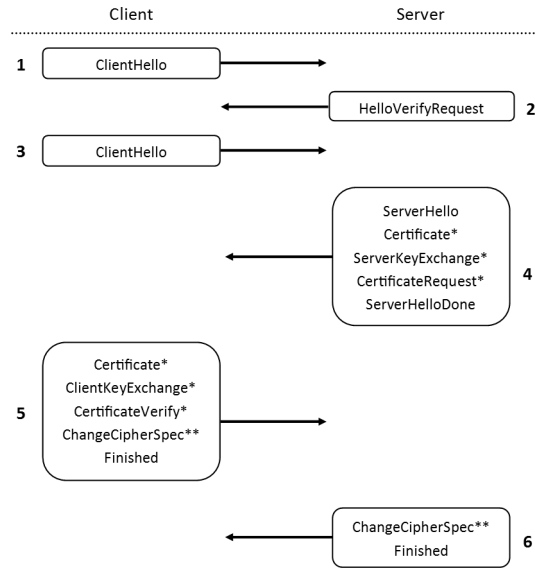 Client Server
1 ClientHello
HelloVerifyRequest 2
3 ClientHello
ServerHello
Certificate*
ServerKeyExchange*
CertificateRequest*
ServerHelloDone
4
Certificate*
ClientKeyExchange*
CertificateVerify*
ChangeCipherSpec**
Finished
5
ChangeCipherSpec**
Finished
6